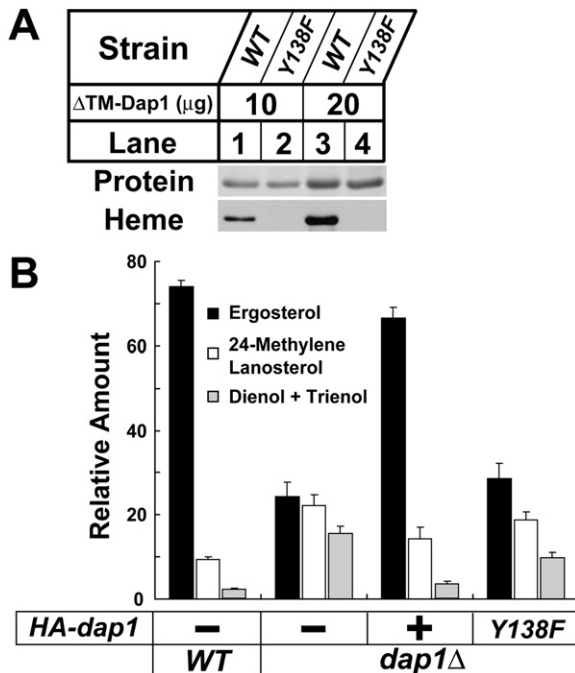 A
Strain WT Y138F WT Y138F
ΔTM-Dap1 (μg) 10 20
Lane 1 2 3 4
Protein
Heme
B
80
60
40
20
0
Relative Amount
Ergosterol
24-Methylene
Lanosterol
Dienol + Trienol
HA-dap1 − − + Y138F
WT dap1Δ